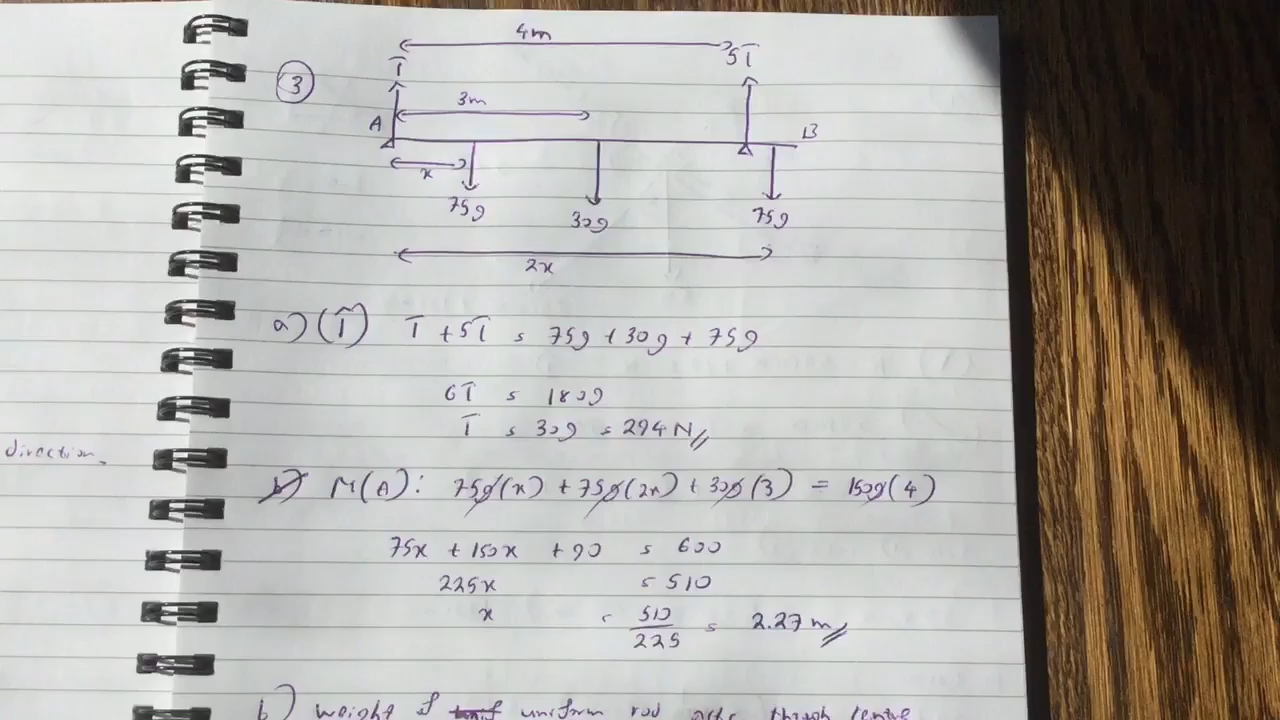 4m
T
5T
3
3m
A
B
x
75g
30g
75g
2x
a) (↑) T + 5T = 75g + 30g + 75g
6T = 180g
T = 30g = 294N
direction.
b) M(A): 75g(x) + 75g(2x) + 30g(3) = 150g(4)
75x + 150x + 90 = 600
225x = 510
x = 510/225 = 2.27m
b) weight of uniform rod acts through centre